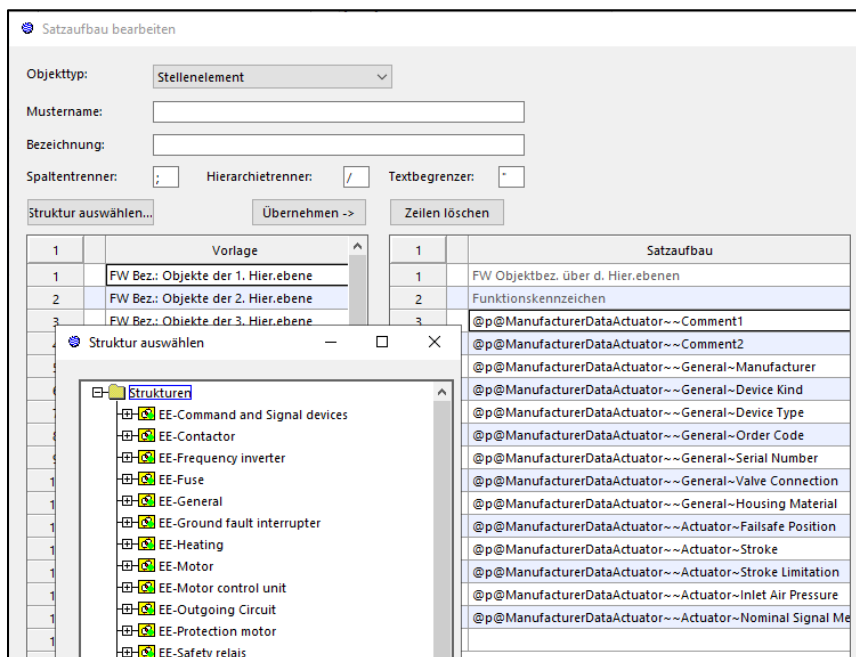 Satzaufbau bearbeiten
Objekttyp: Stellenelement
Mustername:
Bezeichnung:
Spaltentrenner: ; Hierarchietrenner: / Textbegrenzer: "
Struktur auswählen... Übernehmen -> Zeilen löschen
1 Vorlage 1 Satzaufbau
1 FW Bez.: Objekte der 1. Hier.ebene 1 FW Objektbez. über d. Hier.ebenen
2 FW Bez.: Objekte der 2. Hier.ebene 2 Funktionskennzeichen
3 FW Bez.: Objekte der 3. Hier.ebene 3 @p@ManufacturerDataActuator~~Comment1
@p@ManufacturerDataActuator~~Comment2
@p@ManufacturerDataActuator~~General~Manufacturer
@p@ManufacturerDataActuator~~General~Device Kind
@p@ManufacturerDataActuator~~General~Device Type
@p@ManufacturerDataActuator~~General~Order Code
@p@ManufacturerDataActuator~~General~Serial Number
@p@ManufacturerDataActuator~~General~Valve Connection
@p@ManufacturerDataActuator~~General~Housing Material
@p@ManufacturerDataActuator~~Actuator~Failsafe Position
@p@ManufacturerDataActuator~~Actuator~Stroke
@p@ManufacturerDataActuator~~Actuator~Stroke Limitation
@p@ManufacturerDataActuator~~Actuator~Inlet Air Pressure
@p@ManufacturerDataActuator~~Actuator~Nominal Signal Me
Struktur auswählen
Strukturen
EE-Command and Signal devices
EE-Contactor
EE-Frequency inverter
EE-Fuse
EE-General
EE-Ground fault interrupter
EE-Heating
EE-Motor
EE-Motor control unit
EE-Outgoing Circuit
EE-Protection motor
EE-Safety relais